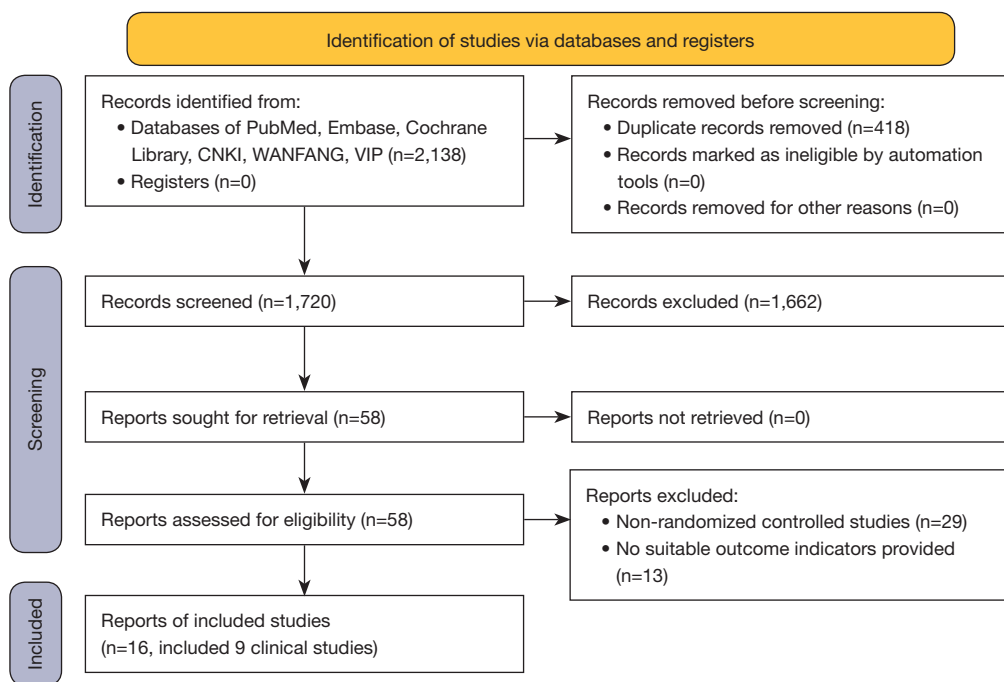 Identification of studies via databases and registers
Identification
Records identified from:
• Databases of PubMed, Embase, Cochrane
Library, CNKI, WANFANG, VIP (n=2,138)
• Registers (n=0)
Records removed before screening:
• Duplicate records removed (n=418)
• Records marked as ineligible by automation
tools (n=0)
• Records removed for other reasons (n=0)
Screening
Records screened (n=1,720)
Records excluded (n=1,662)
Reports sought for retrieval (n=58)
Reports not retrieved (n=0)
Reports assessed for eligibility (n=58)
Reports excluded:
• Non-randomized controlled studies (n=29)
• No suitable outcome indicators provided
(n=13)
Included
Reports of included studies
(n=16, included 9 clinical studies)